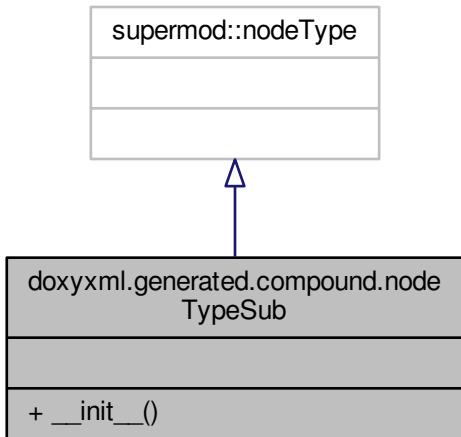 supermod::nodeType
doxyxml.generated.compound.node
TypeSub
+ __init__()